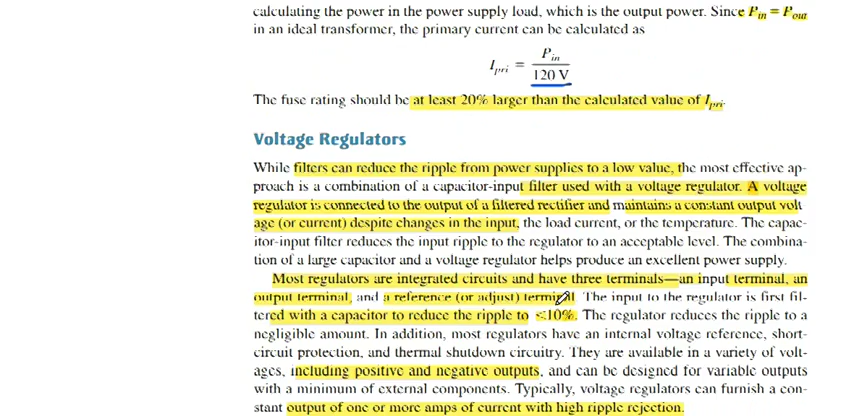 calculating the power in the power supply load, which is the output power. Since P_in = P_out
in an ideal transformer, the primary current can be calculated as
I_pri = P_in / 120 V
The fuse rating should be at least 20% larger than the calculated value of I_pri.
Voltage Regulators
While filters can reduce the ripple from power supplies to a low value, the most effective ap-
proach is a combination of a capacitor-input filter used with a voltage regulator. A voltage
regulator is connected to the output of a filtered rectifier and maintains a constant output volt-
age (or current) despite changes in the input, the load current, or the temperature. The capac-
itor-input filter reduces the input ripple to the regulator to an acceptable level. The combina-
tion of a large capacitor and a voltage regulator helps produce an excellent power supply.
Most regulators are integrated circuits and have three terminals—an input terminal, an
output terminal, and a reference (or adjust) terminal. The input to the regulator is first fil-
tered with a capacitor to reduce the ripple to <10%. The regulator reduces the ripple to a
negligible amount. In addition, most regulators have an internal voltage reference, short-
circuit protection, and thermal shutdown circuitry. They are available in a variety of volt-
ages, including positive and negative outputs, and can be designed for variable outputs
with a minimum of external components. Typically, voltage regulators can furnish a con-
stant output of one or more amps of current with high ripple rejection.